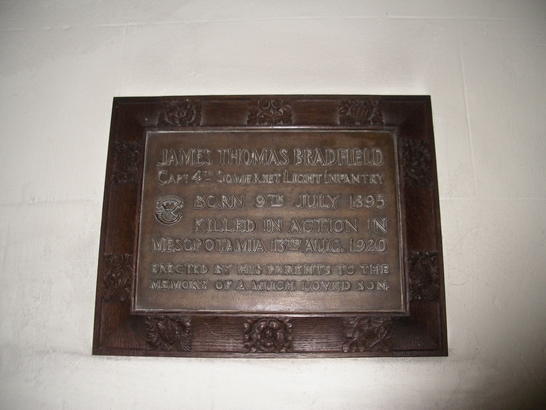 JAMES THOMAS BRADFIELD
CAPT 4TH SOMERSET LIGHT INFANTRY
BORN 9TH JULY 1895
KILLED IN ACTION IN
MESOPOTAMIA. 13TH AUG. 1920
ERECTED BY HIS PARENTS TO THE
MEMORY OF A MUCH LOVED SON.